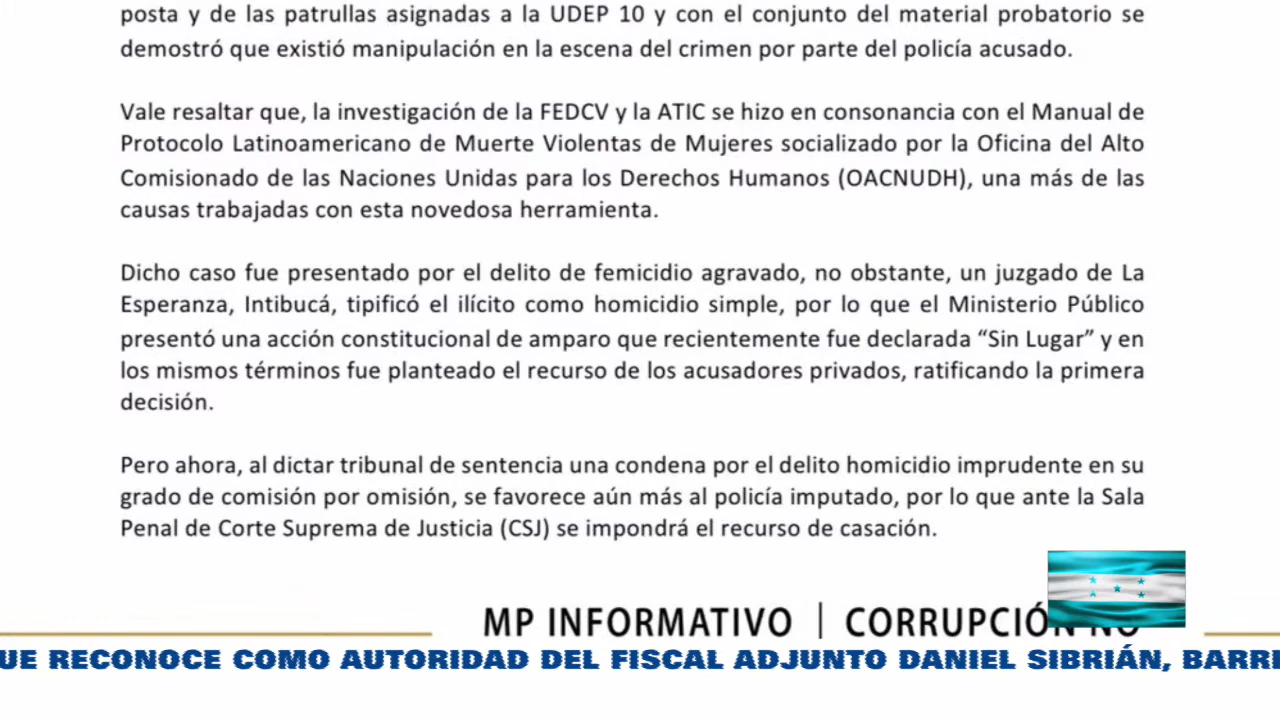 posta y de las patrullas asignadas a la UDEP 10 y con el conjunto del material probatorio se
demostró que existió manipulación en la escena del crimen por parte del policía acusado.
Vale resaltar que, la investigación de la FEDCV y la ATIC se hizo en consonancia con el Manual de
Protocolo Latinoamericano de Muerte Violentas de Mujeres socializado por la Oficina del Alto
Comisionado de las Naciones Unidas para los Derechos Humanos (OACNUDH), una más de las
causas trabajadas con esta novedosa herramienta.
Dicho caso fue presentado por el delito de femicidio agravado, no obstante, un juzgado de La
Esperanza, Intibucá, tipificó el ilícito como homicidio simple, por lo que el Ministerio Público
presentó una acción constitucional de amparo que recientemente fue declarada “Sin Lugar” y en
los mismos términos fue planteado el recurso de los acusadores privados, ratificando la primera
decisión.
Pero ahora, al dictar tribunal de sentencia una condena por el delito homicidio imprudente en su
grado de comisión por omisión, se favorece aún más al policía imputado, por lo que ante la Sala
Penal de Corte Suprema de Justicia (CSJ) se impondrá el recurso de casación.
MP INFORMATIVO | CORRUPCIÓN NO
UE RECONOCE COMO AUTORIDAD DEL FISCAL ADJUNTO DANIEL SIBRIÁN, BARRI